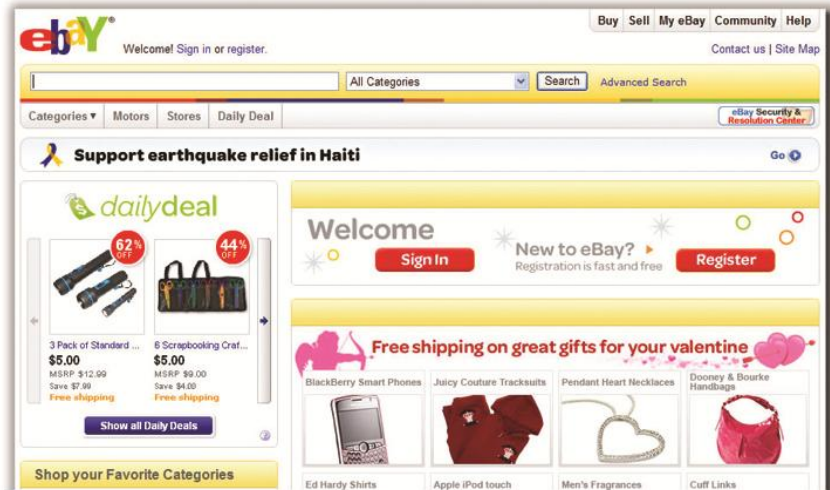 Buy Sell My eBay Community Help
ebY®
Welcome! Sign in or register.
Contact us | Site Map
All Categories
Search
Advanced Search
Categories ▾ Motors Stores Daily Deal
eBay Security &
Resolution Center
Support earthquake relief in Haiti
Go
dailydeal
62% OFF
44% OFF
3 Pack of Standard ...
$5.00
MSRP $12.99
Save $7.99
Free shipping
6 Scrapbooking Craf...
$5.00
MSRP $9.00
Save $4.00
Free shipping
Show all Daily Deals
Shop your Favorite Categories
Welcome
Sign In
New to eBay?
Registration is fast and free
Register
Free shipping on great gifts for your valentine
BlackBerry Smart Phones
Juicy Couture Tracksuits
Pendant Heart Necklaces
Dooney & Bourke
Handbags
Ed Hardy Shirts
Apple iPod touch
Men's Fragrances
Cuff Links